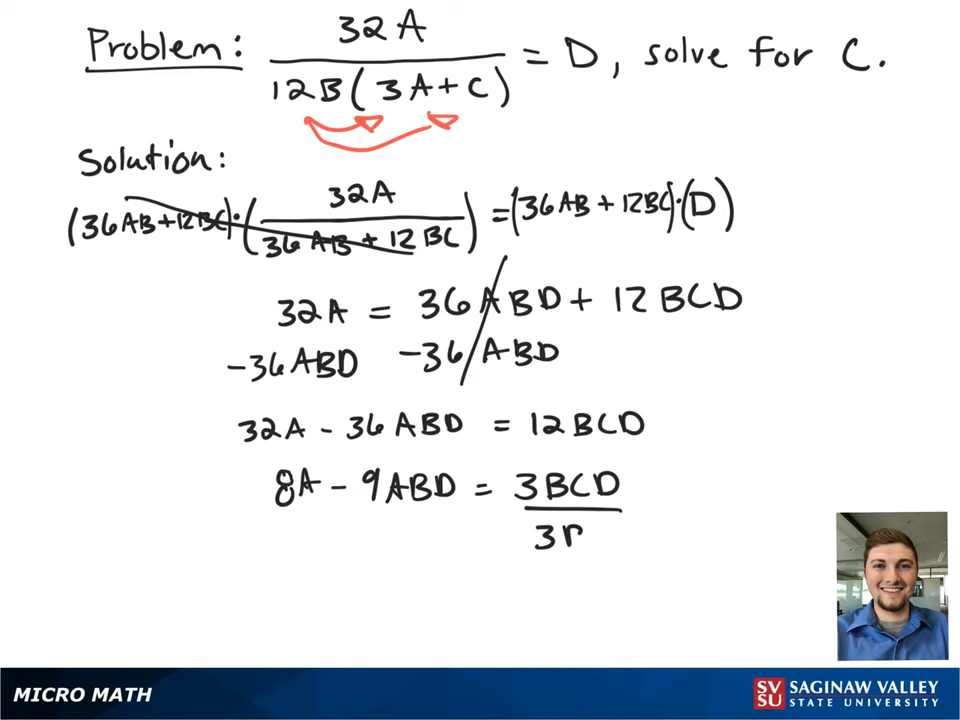 Problem: 32A / 12B(3A+C) = D, solve for C.
Solution:
(36AB+12BC)·(32A / 36AB + 12BC) = (36AB + 12BC)·(D)
32A = 36ABD + 12BCD
-36ABD -36ABD
32A - 36ABD = 12BCD
8A - 9ABD = 3BCD
3
MICRO MATH
SVSU SAGINAW VALLEY
STATE UNIVERSITY